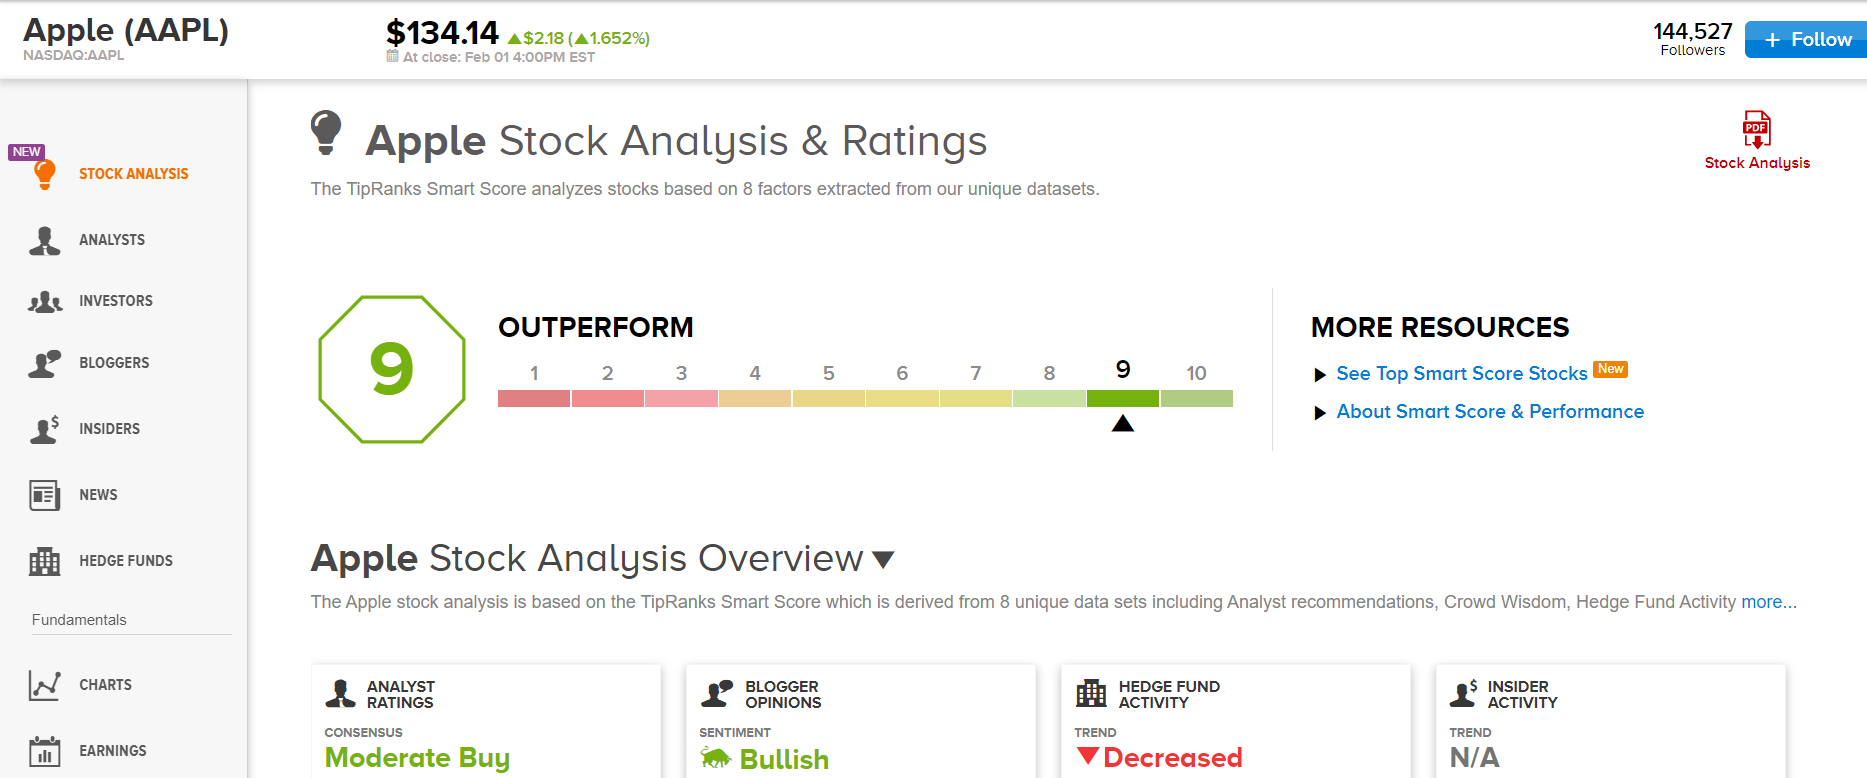 Apple (AAPL)
NASDAQ:AAPL
$134.14 ▲$2.18 (▲1.652%)
At close: Feb 01 4:00PM EST
144,527
Followers
+ Follow
NEW
STOCK ANALYSIS
ANALYSTS
INVESTORS
BLOGGERS
INSIDERS
NEWS
HEDGE FUNDS
Fundamentals
CHARTS
EARNINGS
Apple Stock Analysis & Ratings
The TipRanks Smart Score analyzes stocks based on 8 factors extracted from our unique datasets.
PDF
Stock Analysis
9
OUTPERFORM
1 2 3 4 5 6 7 8 9 10
MORE RESOURCES
See Top Smart Score Stocks New
About Smart Score & Performance
Apple Stock Analysis Overview
The Apple stock analysis is based on the TipRanks Smart Score which is derived from 8 unique data sets including Analyst recommendations, Crowd Wisdom, Hedge Fund Activity more...
ANALYST
RATINGS
CONSENSUS
Moderate Buy
BLOGGER
OPINIONS
SENTIMENT
Bullish
HEDGE FUND
ACTIVITY
TREND
▼Decreased
INSIDER
ACTIVITY
TREND
N/A